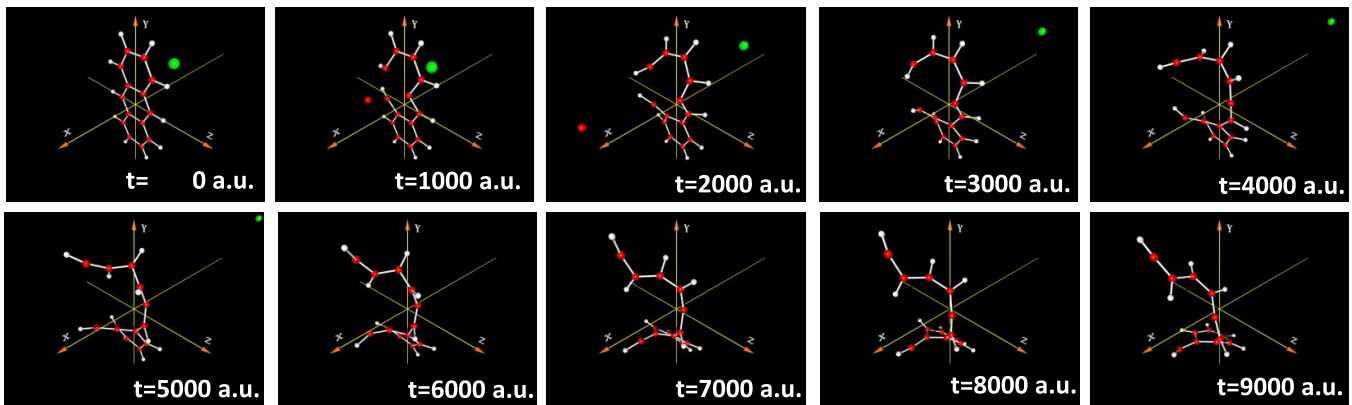 Y
X
Z
t= 0 a.u.
Y
X
Z
t=1000 a.u.
Y
X
Z
t=2000 a.u.
Y
X
Z
t=3000 a.u.
Y
X
Z
t=4000 a.u.
Y
X
Z
t=5000 a.u.
Y
X
Z
t=6000 a.u.
Y
X
Z
t=7000 a.u.
Y
X
Z
t=8000 a.u.
Y
X
Z
t=9000 a.u.